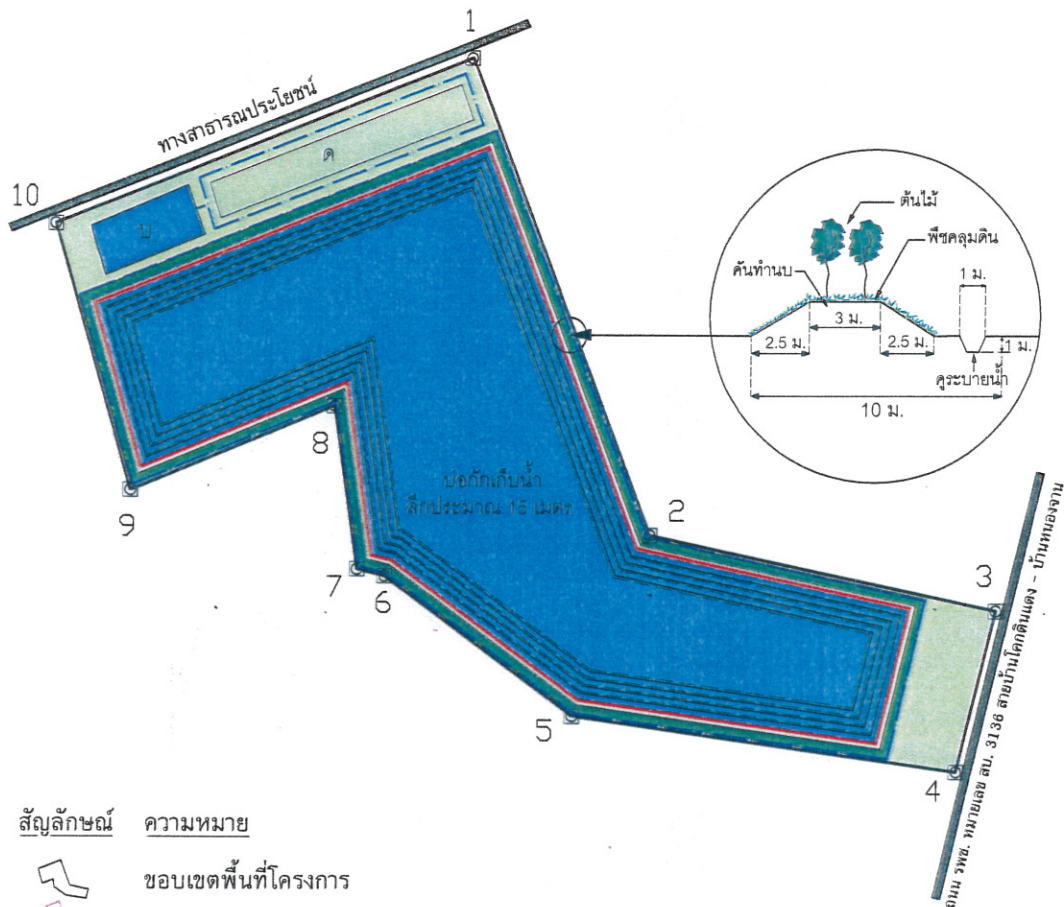 1
ทางสาธารณประโยชน์
10
ด
บ
ต้นไม้
พืชคลุมดิน
คันทำนบ
1 ม.
3 ม.
2.5 ม.
2.5 ม.
1 ม.
คูระบายน้ำ
10 ม.
8
9
บ่อกักเก็บน้ำ
ลึกประมาณ 15 เมตร
2
3
7
6
5
4
ถนน รพช. หมายเลข สบ. 3136 สายบ้านโคกดินแดง - บ้านหนองจาน
สัญลักษณ์ ความหมาย
ขอบเขตพื้นที่โครงการ